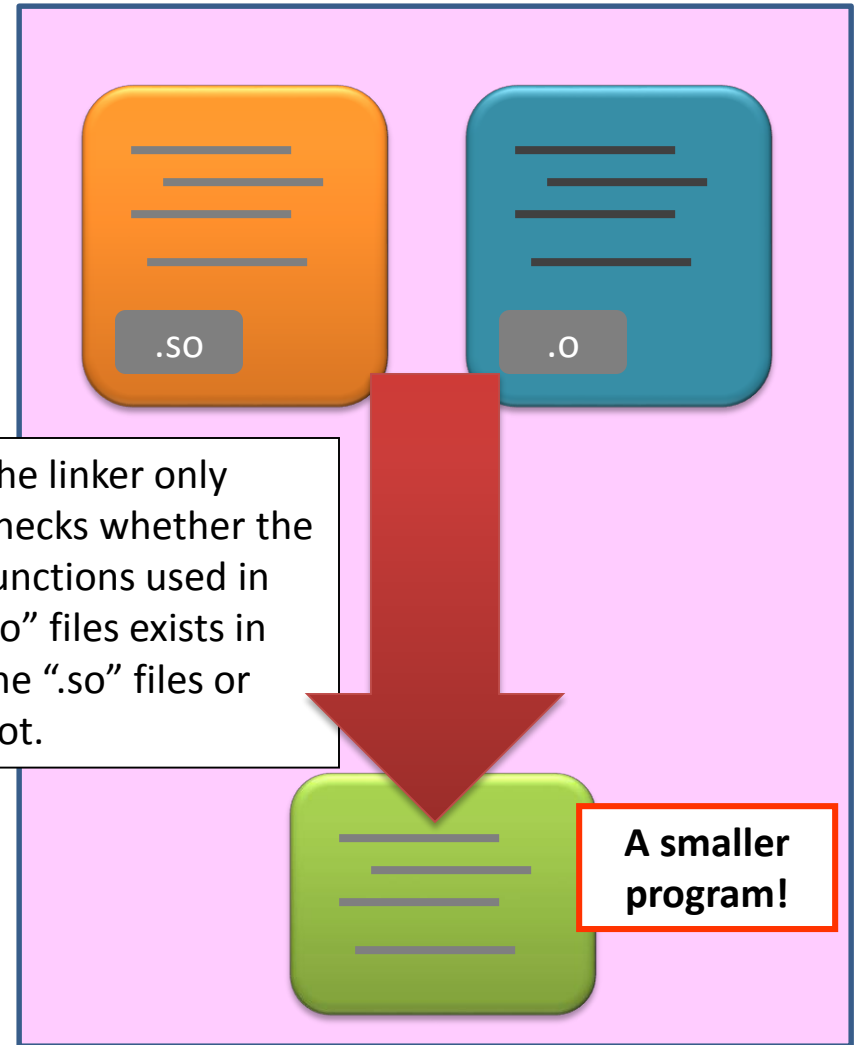 .so
.o
he linker only
hecks whether the
unctions used in
o” files exists in
he “.so” files or
ot.
A smaller
program!